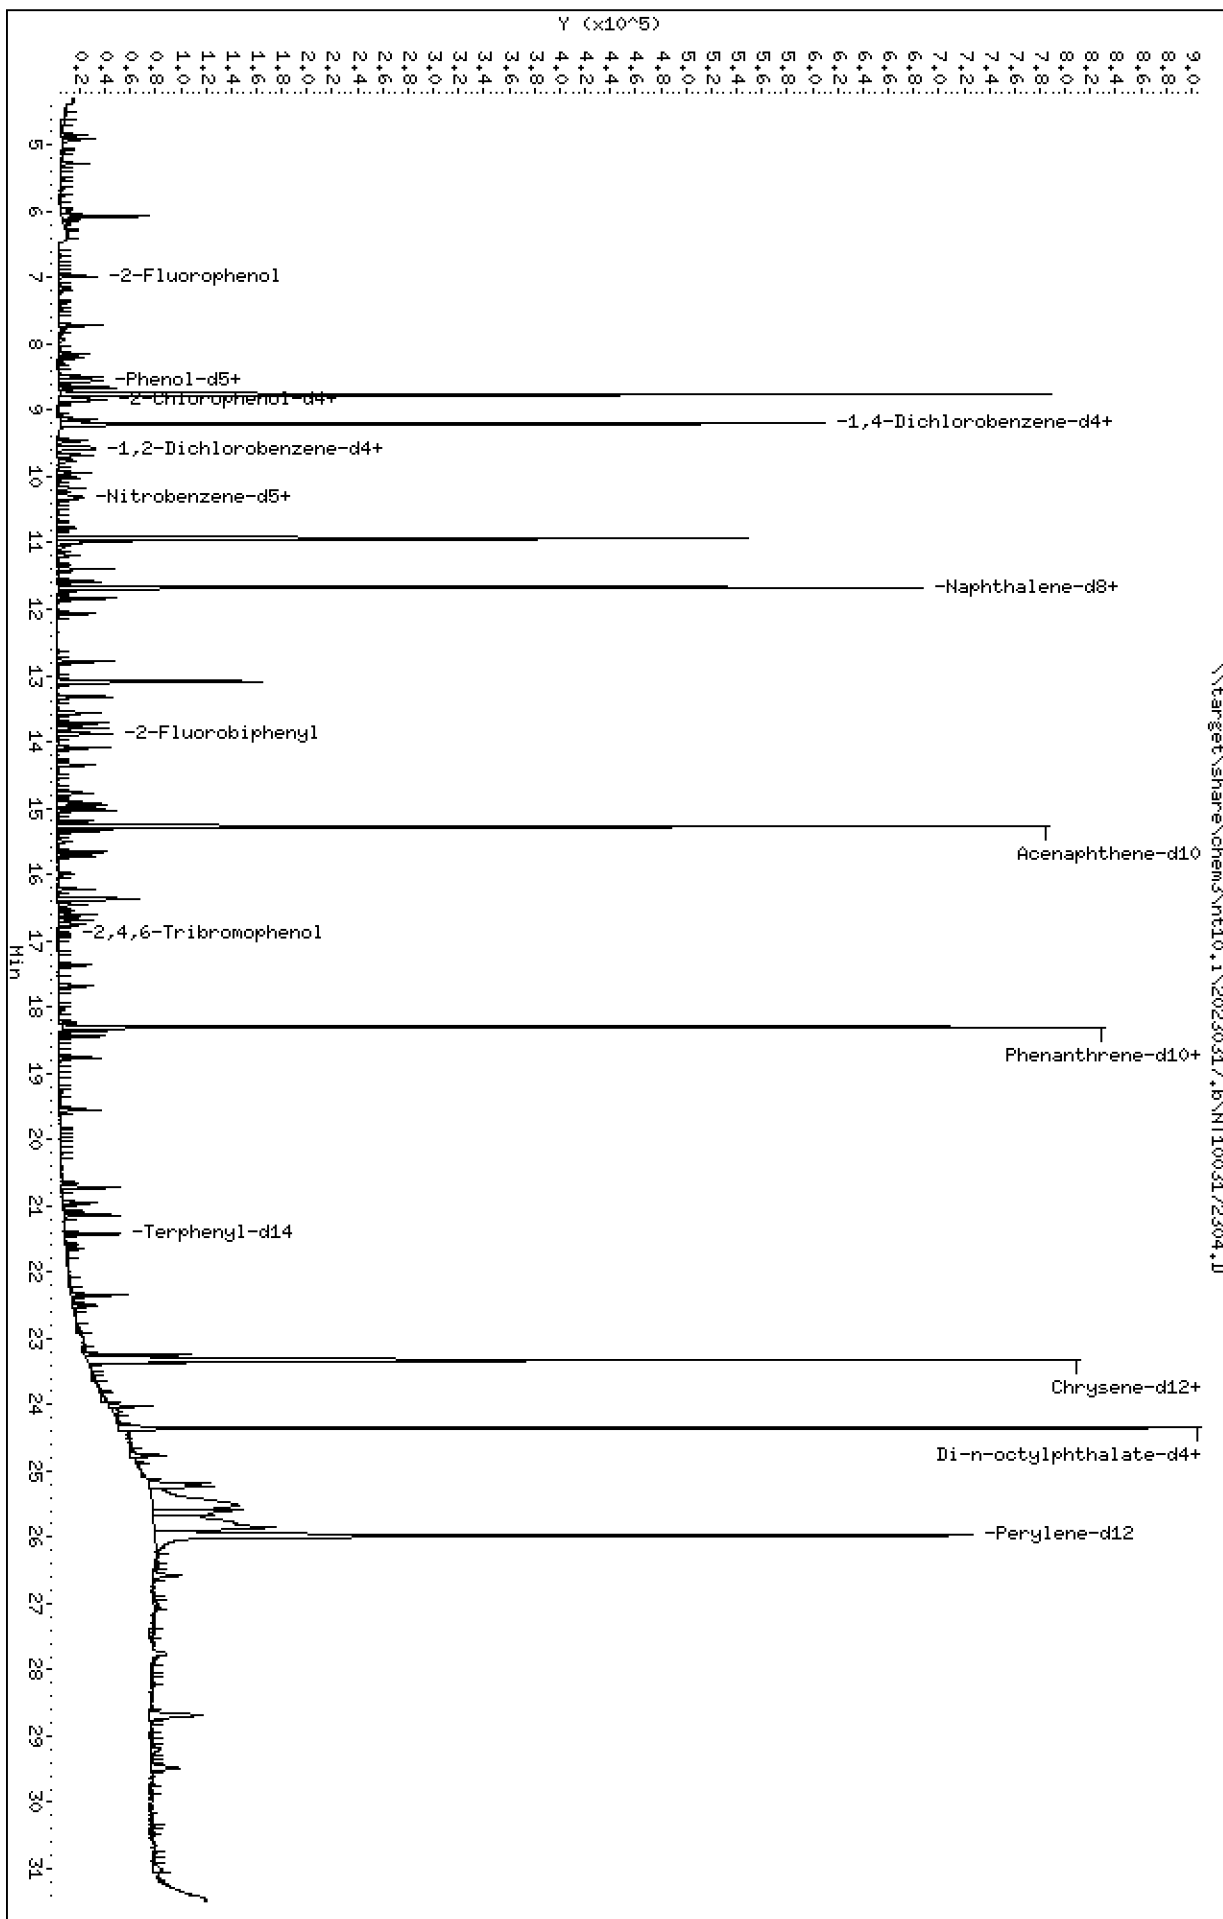 \\target\share\chem3\nt10.i\20230317.b\NT1003172304.D
Y (x10^5)
9.0
8.8
8.6
8.4
8.2
8.0
7.8
7.6
7.4
7.2
7.0
6.8
6.6
6.4
6.2
6.0
5.8
5.6
5.4
5.2
5.0
4.8
4.6
4.4
4.2
4.0
3.8
3.6
3.4
3.2
3.0
2.8
2.6
2.4
2.2
2.0
1.8
1.6
1.4
1.2
1.0
0.8
0.6
0.4
0.2
-2-Fluorophenol
-Phenol-d5+
-2-Chlorophenol-d4+
-1,4-Dichlorobenzene-d4+
-1,2-Dichlorobenzene-d4+
-Nitrobenzene-d5+
-Naphthalene-d8+
-2-Fluorobiphenyl
Acenaphthene-d10
-2,4,6-Tribromophenol
Phenanthrene-d10+
-Terphenyl-d14
Chrysene-d12+
Di-n-octylphthalate-d4+
-Perylene-d12
5 6 7 8 9 10 11 12 13 14 15 16 17 18 19 20 21 22 23 24 25 26 27 28 29 30 31
Min